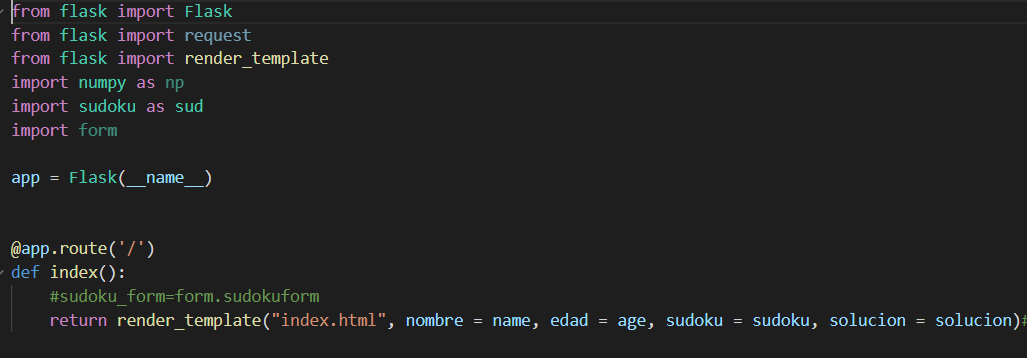 from flask import Flask
from flask import request
from flask import render_template
import numpy as np
import sudoku as sud
import form
app = Flask(__name__)
@app.route('/')
def index():
#sudoku_form=form.sudokuform
return render_template("index.html", nombre = name, edad = age, sudoku = sudoku, solucion = solucion)#